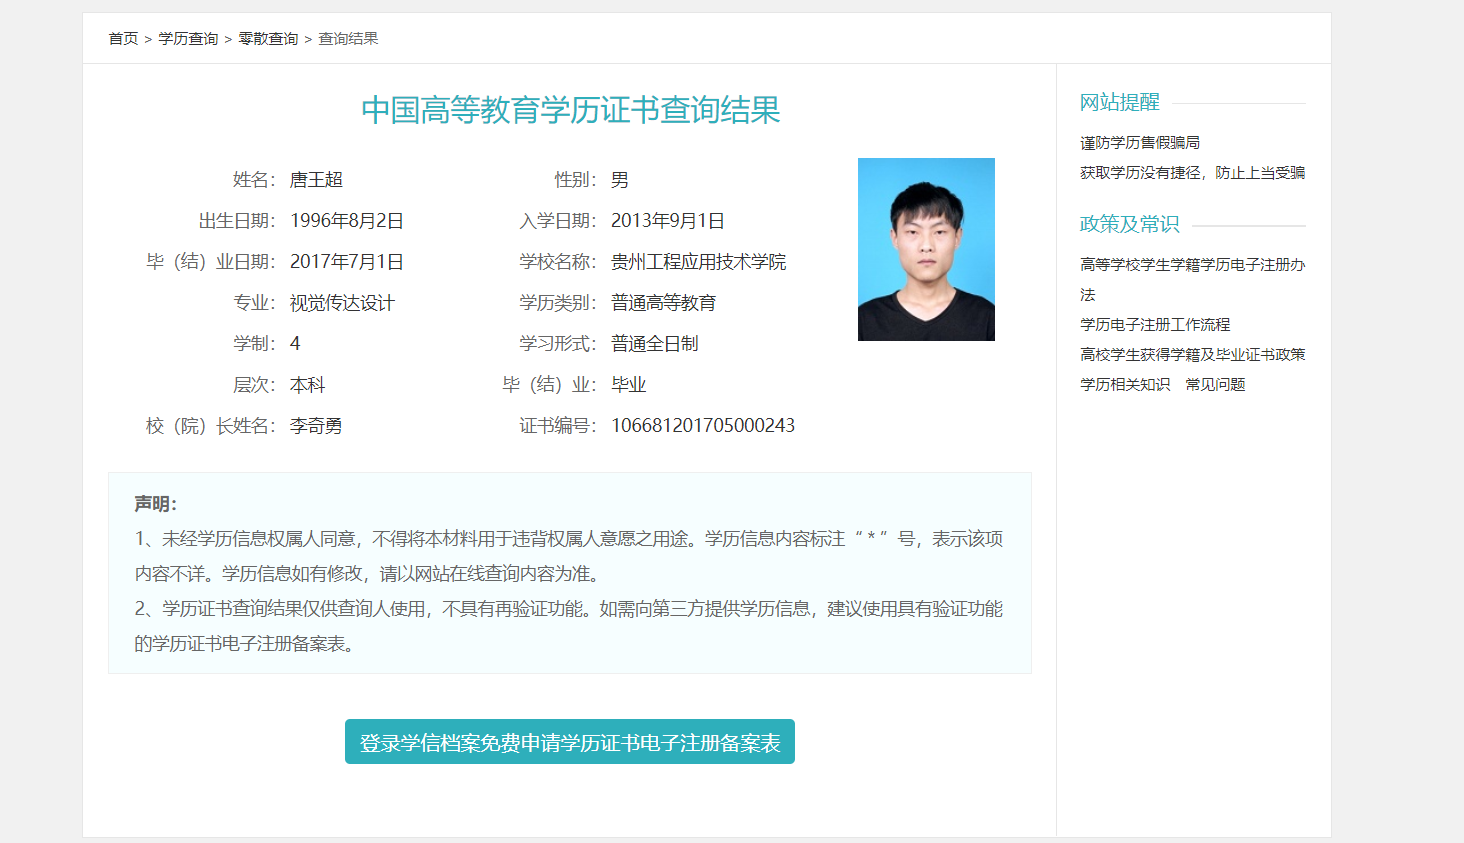 首页 > 学历查询 > 零散查询 > 查询结果
中国高等教育学历证书查询结果
姓名： 唐王超 性别： 男
出生日期： 1996年8月2日 入学日期： 2013年9月1日
毕（结）业日期： 2017年7月1日 学校名称： 贵州工程应用技术学院
专业： 视觉传达设计 学历类别： 普通高等教育
学制： 4 学习形式： 普通全日制
层次： 本科 毕（结）业： 毕业
校（院）长姓名： 李奇勇 证书编号： 106681201705000243
声明：
1、未经学历信息权属人同意，不得将本材料用于违背权属人意愿之用途。学历信息内容标注“ * ”号，表示该项
内容不详。学历信息如有修改，请以网站在线查询内容为准。
2、学历证书查询结果仅供查询人使用，不具有再验证功能。如需向第三方提供学历信息，建议使用具有验证功能
的学历证书电子注册备案表。
登录学信档案免费申请学历证书电子注册备案表
网站提醒
谨防学历售假骗局
获取学历没有捷径，防止上当受骗
政策及常识
高等学校学生学籍学历电子注册办
法
学历电子注册工作流程
高校学生获得学籍及毕业证书政策
学历相关知识 常见问题